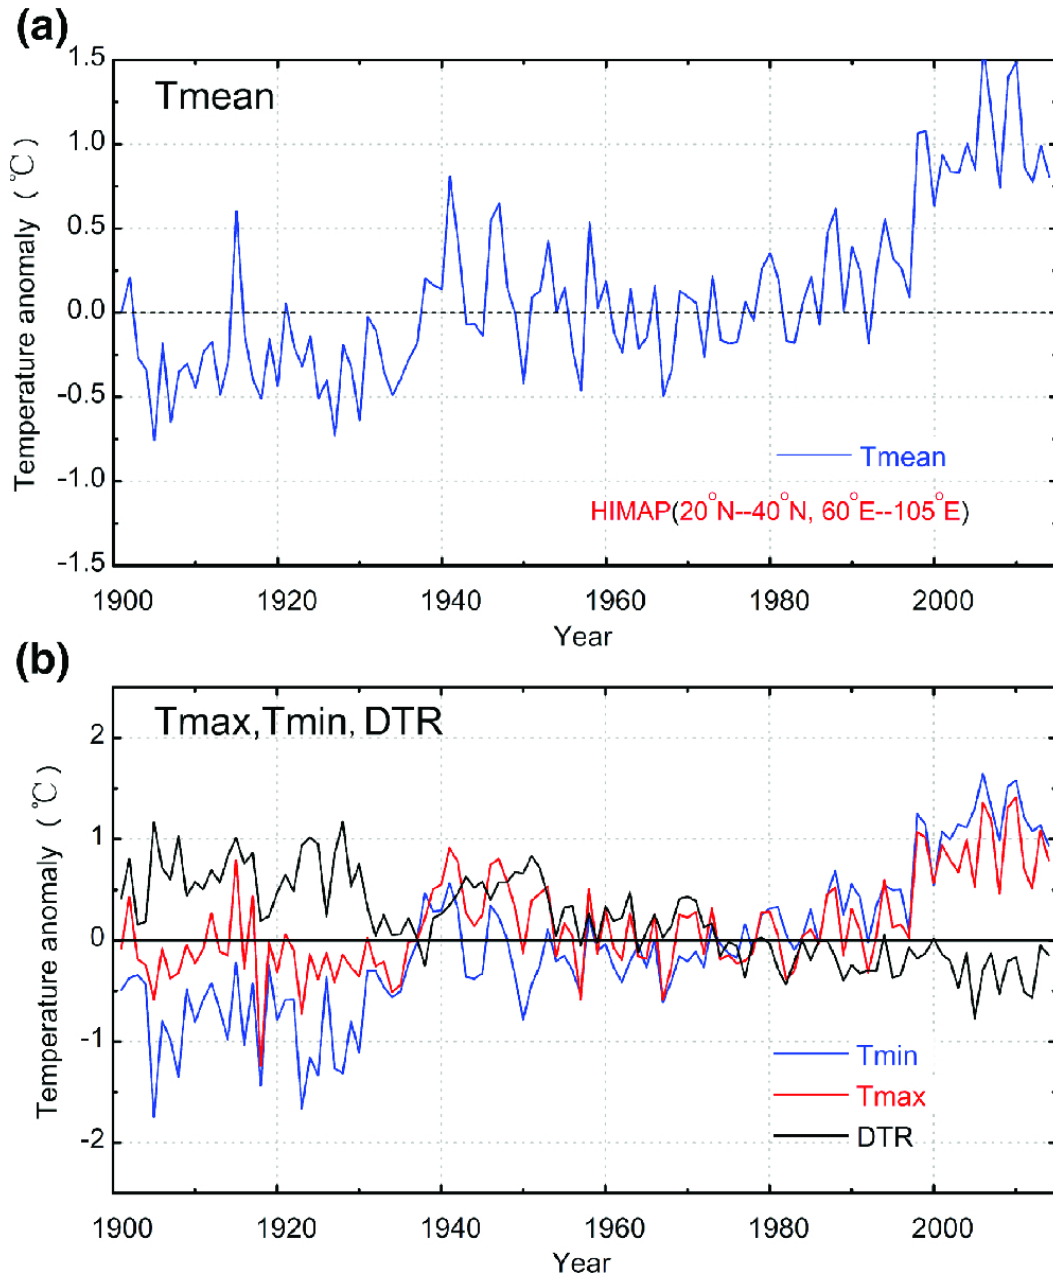 (a)
Tmean
1.5
1.0
0.5
0.0
-0.5
-1.0
-1.5
Temperature anomaly (℃)
Tmean
HIMAP(20°N--40°N, 60°E--105°E)
1900 1920 1940 1960 1980 2000
Year
(b)
Tmax,Tmin, DTR
2
1
0
-1
-2
Temperature anomaly (℃)
Tmin
Tmax
DTR
1900 1920 1940 1960 1980 2000
Year